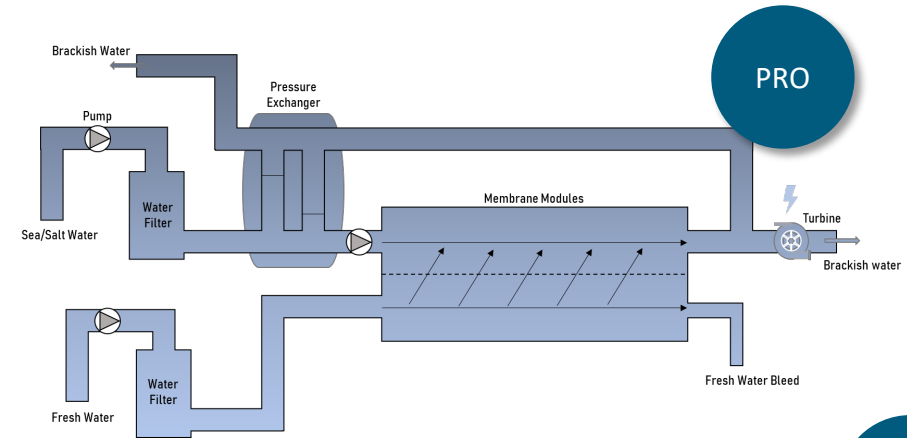 Brackish Water
PRO
Pressure
Exchanger
Pump
Membrane Modules
Water
Filter
Turbine
Sea/Salt Water
Brackish water
Water
Filter
Fresh Water Bleed
Fresh Water